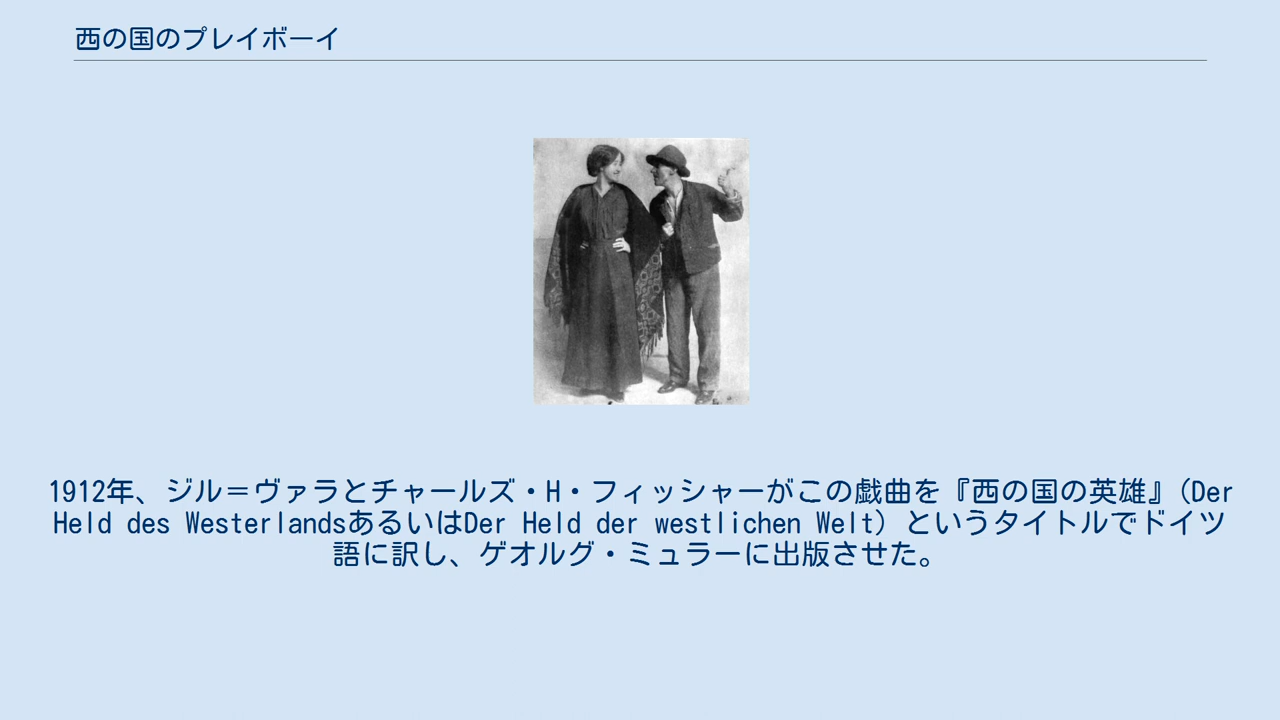 西の国のプレイボーイ
1912年、ジル＝ヴァラとチャールズ・H・フィッシャーがこの戯曲を『西の国の英雄』（Der
Held des Westerlandsあるいは Der Held der westlichen Welt）というタイトルでドイツ
語に訳し、ゲオルグ・ミュラーに出版させた。